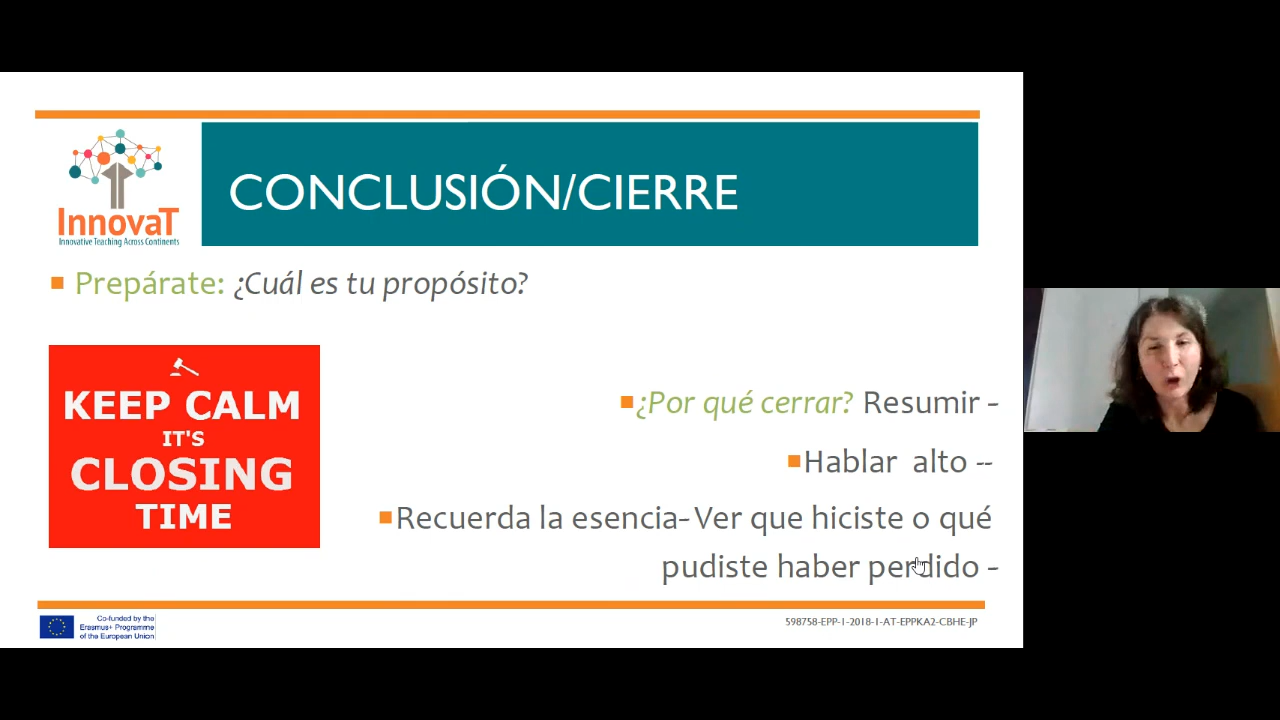 CONCLUSIÓN/CIERRE
InnovaT
Innovative Teaching Across Continents
Prepárate: ¿Cuál es tu propósito?
KEEP CALM
IT'S
CLOSING
TIME
¿Por qué cerrar? Resumir -
Hablar alto --
Recuerda la esencia- Ver que hiciste o qué
pudiste haber perdido -
Co-funded by the
Erasmus+ Programme
of the European Union
598758-EPP-1-2018-1-AT-EPPKA2-CBHE-JP